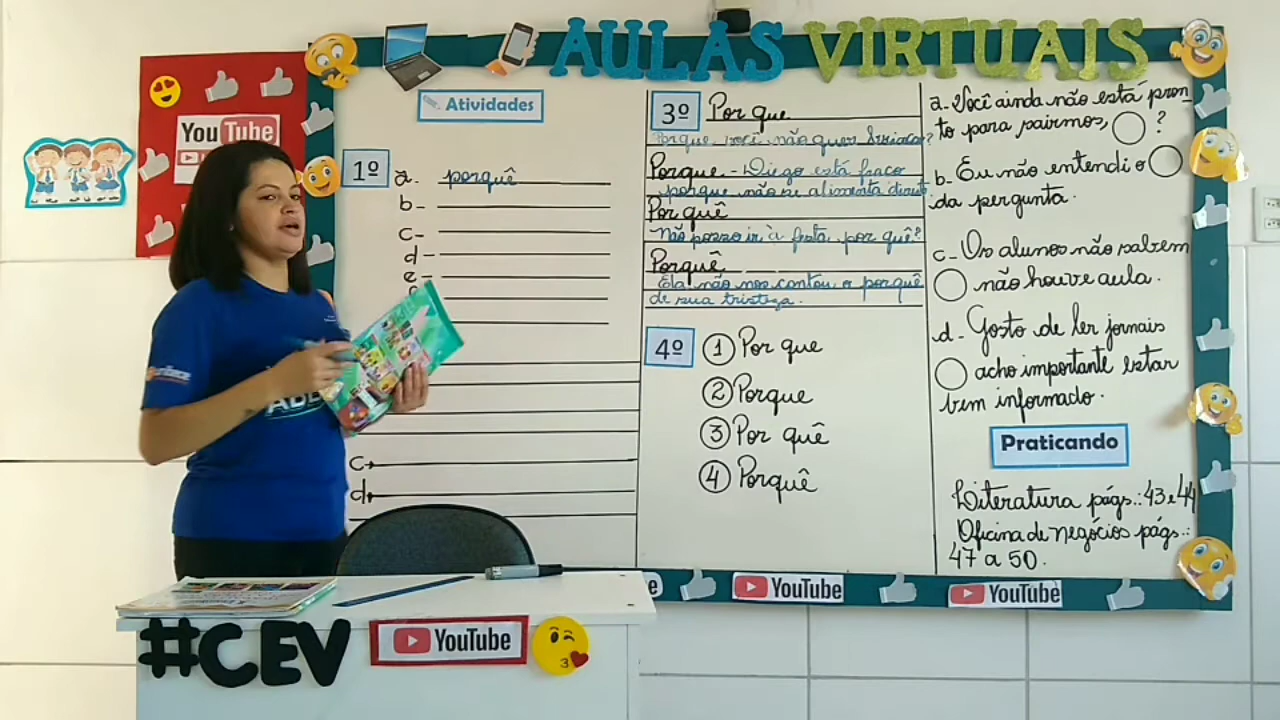 AULAS VIRTUAIS
YouTube
Atividades
1º
a- porquê
b-
c-
d-
e-
c
d
3º Por que
Porque você não quer brincar?
Porque - Diego está fraco
porque não se alimenta direito
Por quê
Não posso ir à festa, por quê?
Porquê
Ela não nos contou o porquê
de sua tristeza.
4º
1 Por que
2 Porque
3 Por quê
4 Porquê
a- Você ainda não está pron_
to para sairmos, ?
b- Eu não entendi o
da pergunta.
c- Os alunos não sabem
não houve aula.
d- Gosto de ler jornais
acho importante estar
bem informado.
Praticando
Literatura págs.: 43 e 44
Oficina de negócios págs.:
47 a 50.
YouTube
YouTube
#CEV
YouTube